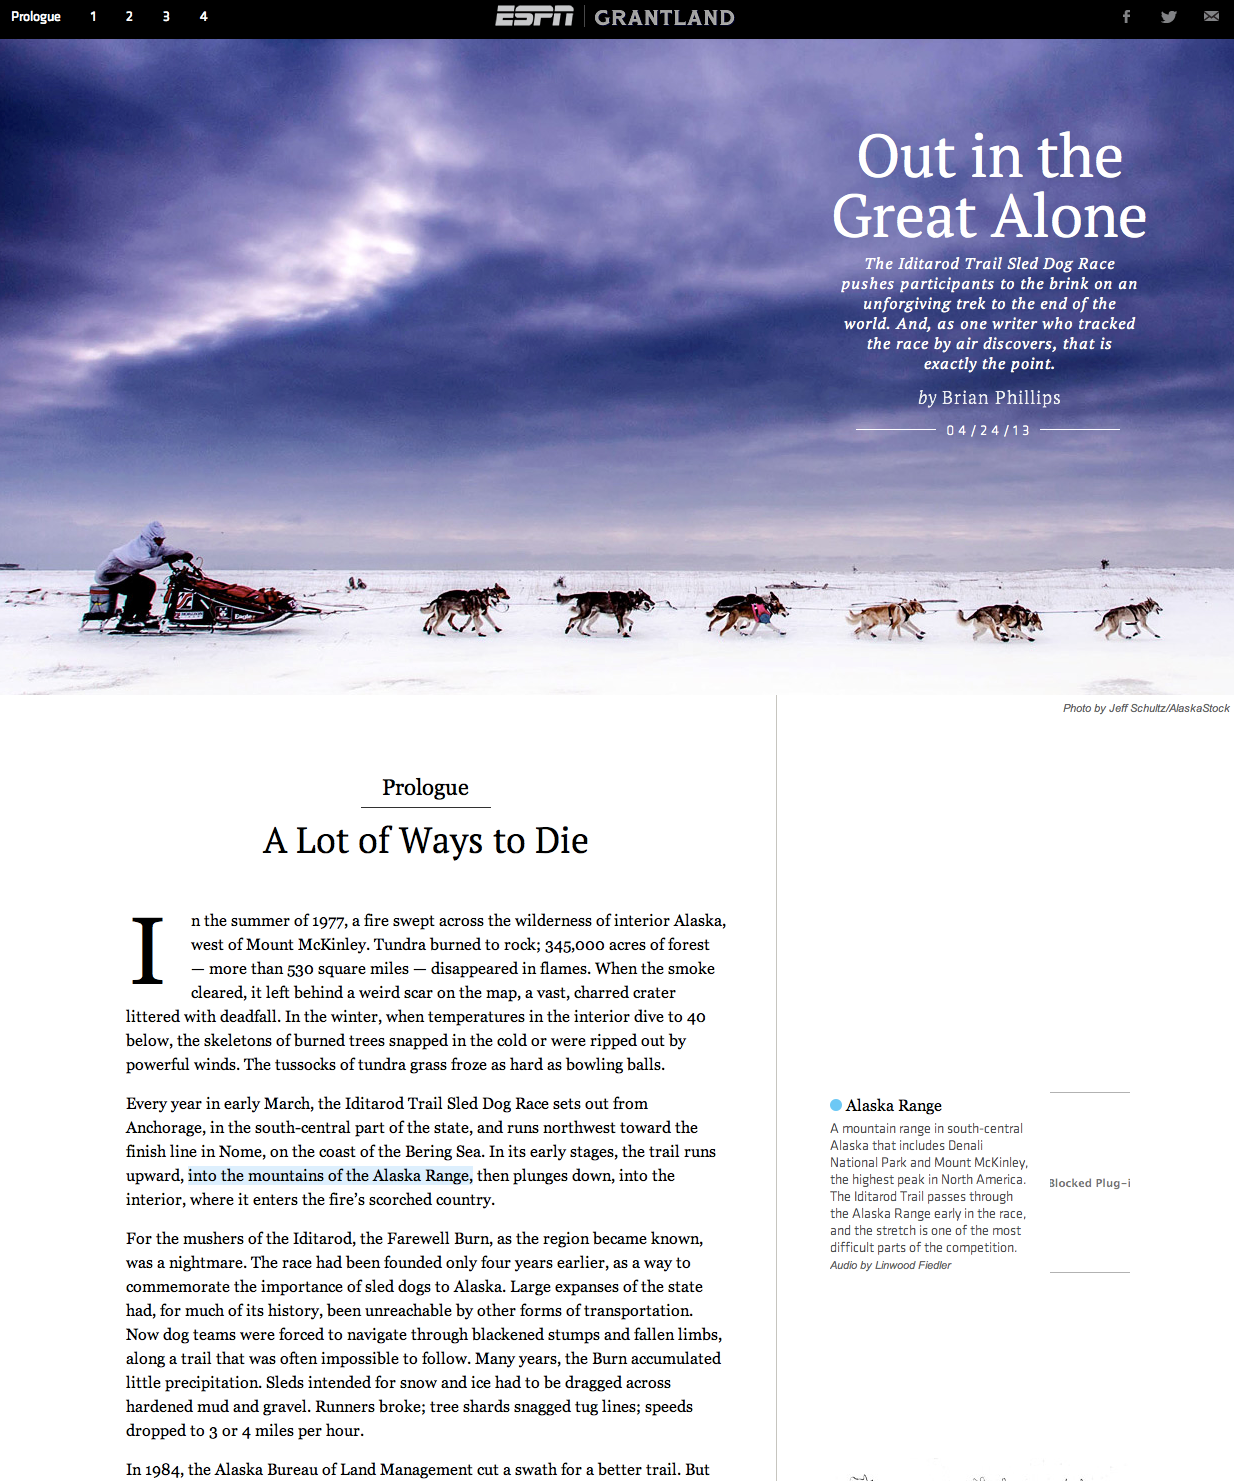 Prologue 1 2 3 4
ESPN GRANTLAND
Out in the
Great Alone
The Iditarod Trail Sled Dog Race
pushes participants to the brink on an
unforgiving trek to the end of the
world. And, as one writer who tracked
the race by air discovers, that is
exactly the point.
by Brian Phillips
04/24/13
Photo by Jeff Schultz/AlaskaStock
Prologue
A Lot of Ways to Die
In the summer of 1977, a fire swept across the wilderness of interior Alaska,
west of Mount McKinley. Tundra burned to rock; 345,000 acres of forest
— more than 530 square miles — disappeared in flames. When the smoke
cleared, it left behind a weird scar on the map, a vast, charred crater
littered with deadfall. In the winter, when temperatures in the interior dive to 40
below, the skeletons of burned trees snapped in the cold or were ripped out by
powerful winds. The tussocks of tundra grass froze as hard as bowling balls.
Every year in early March, the Iditarod Trail Sled Dog Race sets out from
Anchorage, in the south-central part of the state, and runs northwest toward the
finish line in Nome, on the coast of the Bering Sea. In its early stages, the trail runs
upward, into the mountains of the Alaska Range, then plunges down, into the
interior, where it enters the fire's scorched country.
For the mushers of the Iditarod, the Farewell Burn, as the region became known,
was a nightmare. The race had been founded only four years earlier, as a way to
commemorate the importance of sled dogs to Alaska. Large expanses of the state
had, for much of its history, been unreachable by other forms of transportation.
Now dog teams were forced to navigate through blackened stumps and fallen limbs,
along a trail that was often impossible to follow. Many years, the Burn accumulated
little precipitation. Sleds intended for snow and ice had to be dragged across
hardened mud and gravel. Runners broke; tree shards snagged tug lines; speeds
dropped to 3 or 4 miles per hour.
In 1984, the Alaska Bureau of Land Management cut a swath for a better trail. But
Alaska Range
A mountain range in south-central
Alaska that includes Denali
National Park and Mount McKinley,
the highest peak in North America.
The Iditarod Trail passes through
the Alaska Range early in the race,
and the stretch is one of the most
difficult parts of the competition.
Audio by Linwood Fiedler
Blocked Plug-i